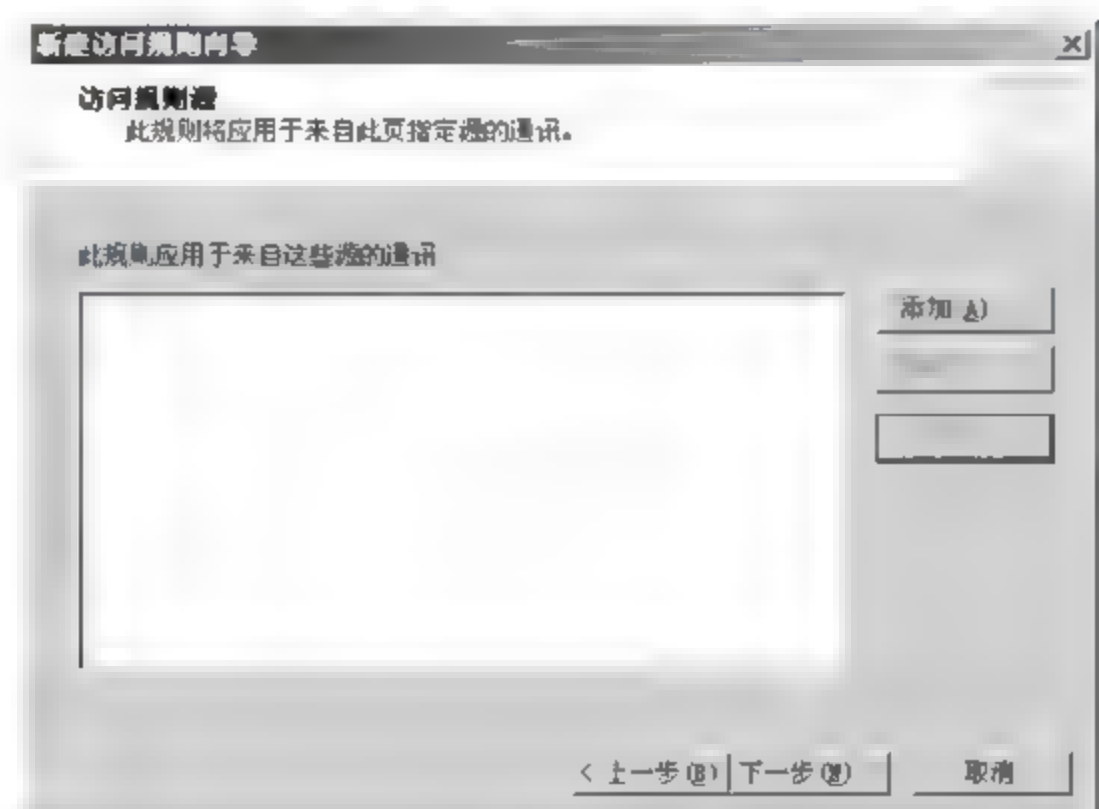 新建访问规则向导
访问规则源
此规则将应用于来自此页指定源的通讯。
此规则应用于来自这些源的通讯
添加(A)
< 上一步(B) 下一步(N)
取消